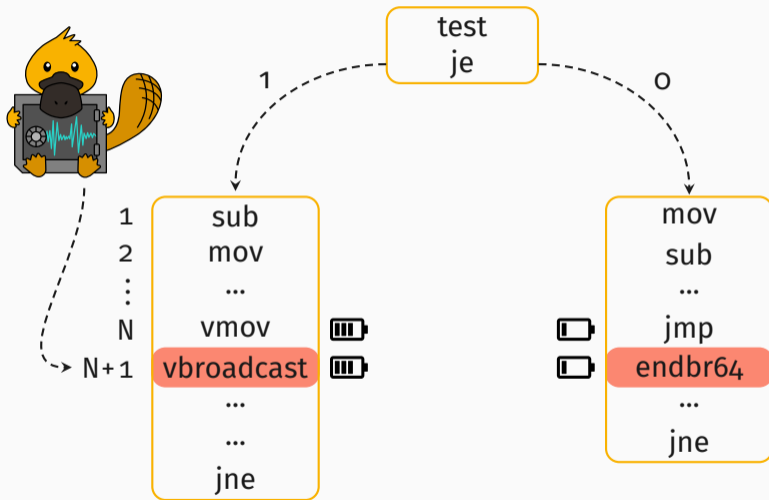 test
je
1
0
1 sub
2 mov
⋮ ...
N vmov
N+1 vbroadcast
...
...
jne
mov
sub
...
jmp
endbr64
...
jne